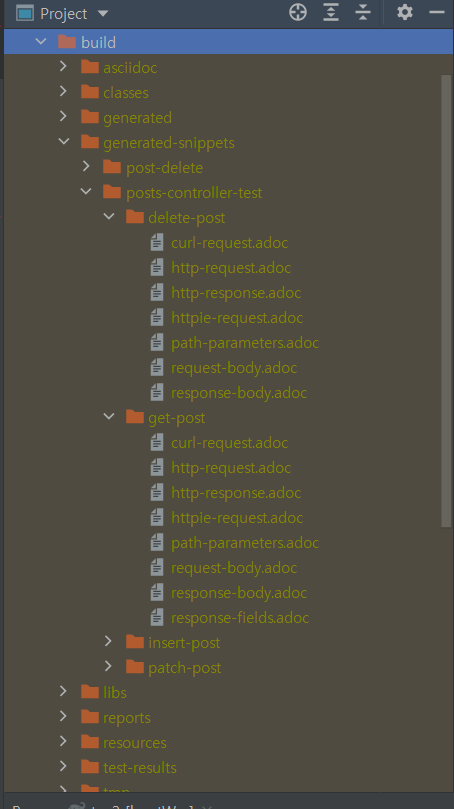 Project
build
asciidoc
classes
generated
generated-snippets
post-delete
posts-controller-test
delete-post
curl-request.adoc
http-request.adoc
http-response.adoc
httpie-request.adoc
path-parameters.adoc
request-body.adoc
response-body.adoc
get-post
curl-request.adoc
http-request.adoc
http-response.adoc
httpie-request.adoc
path-parameters.adoc
request-body.adoc
response-body.adoc
response-fields.adoc
insert-post
patch-post
libs
reports
resources
test-results
tmp